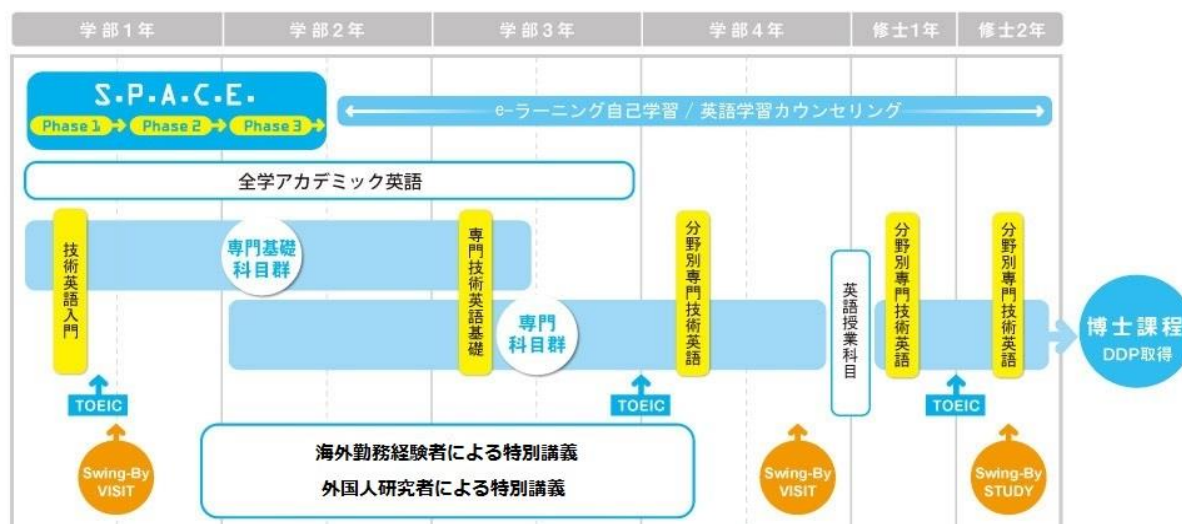 学部1年
学部2年
学部3年
学部4年
修士1年
修士2年
S.P.A.C.E.
Phase 1
Phase 2
Phase 3
e-ラーニング自己学習 / 英語学習カウンセリング
全学アカデミック英語
技術英語入門
専門基礎
科目群
専門技術英語基礎
専門
科目群
分野別専門技術英語
英語授業科目
分野別専門技術英語
分野別専門技術英語
博士課程
DDP取得
TOEIC
TOEIC
TOEIC
Swing-By
VISIT
海外勤務経験者による特別講義
外国人研究者による特別講義
Swing-By
VISIT
Swing-By
STUDY